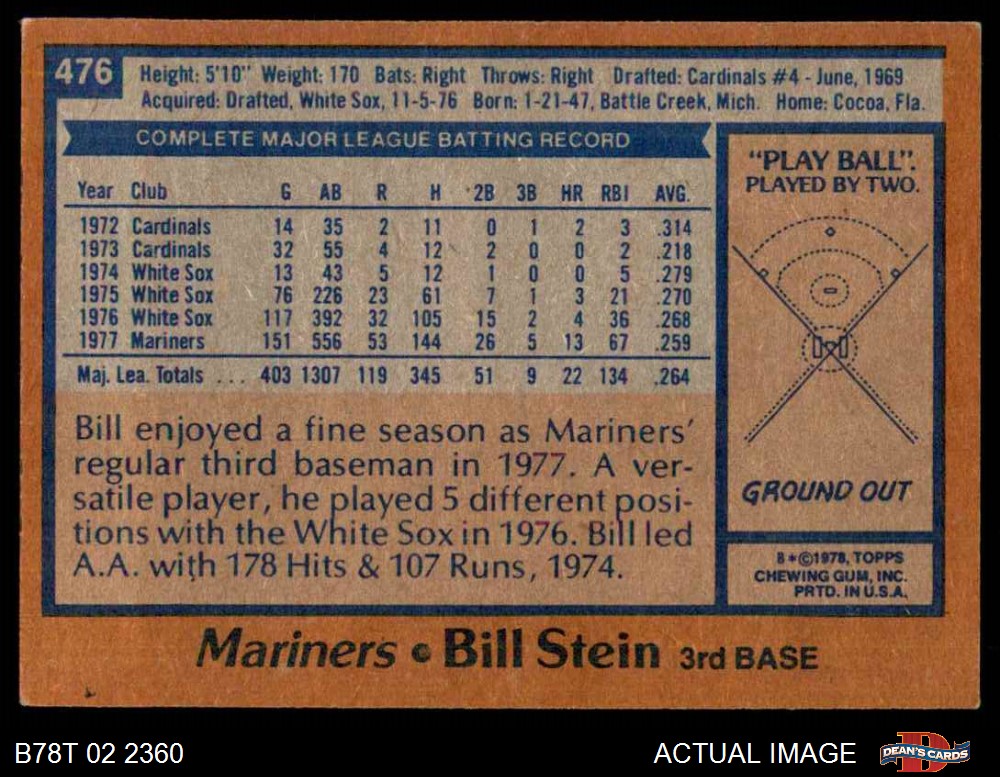 476
Height: 5'10" Weight: 170 Bats: Right Throws: Right Drafted: Cardinals #4 - June, 1969
Acquired: Drafted, White Sox, 11-5-76 Born: 1-21-47, Battle Creek, Mich. Home: Cocoa, Fla.
COMPLETE MAJOR LEAGUE BATTING RECORD
Year Club G AB R H 2B 3B HR RBI AVG.
1972 Cardinals 14 35 2 11 0 1 2 3 .314
1973 Cardinals 32 55 4 12 2 0 0 2 .218
1974 White Sox 13 43 5 12 1 0 0 5 .279
1975 White Sox 76 226 23 61 7 1 3 21 .270
1976 White Sox 117 392 32 105 15 2 4 36 .268
1977 Mariners 151 556 53 144 26 5 13 67 .259
Maj. Lea. Totals ... 403 1307 119 345 51 9 22 134 .264
Bill enjoyed a fine season as Mariners'
regular third baseman in 1977. A ver-
satile player, he played 5 different posi-
tions with the White Sox in 1976. Bill led
A.A. with 178 Hits & 107 Runs, 1974.
"PLAY BALL".
PLAYED BY TWO.
GROUND OUT
B*©1978, TOPPS
CHEWING GUM, INC.
PRTD. IN U.S.A.
Mariners • Bill Stein 3rd BASE
B78T 02 2360
ACTUAL IMAGE
D
DEAN'S CARDS